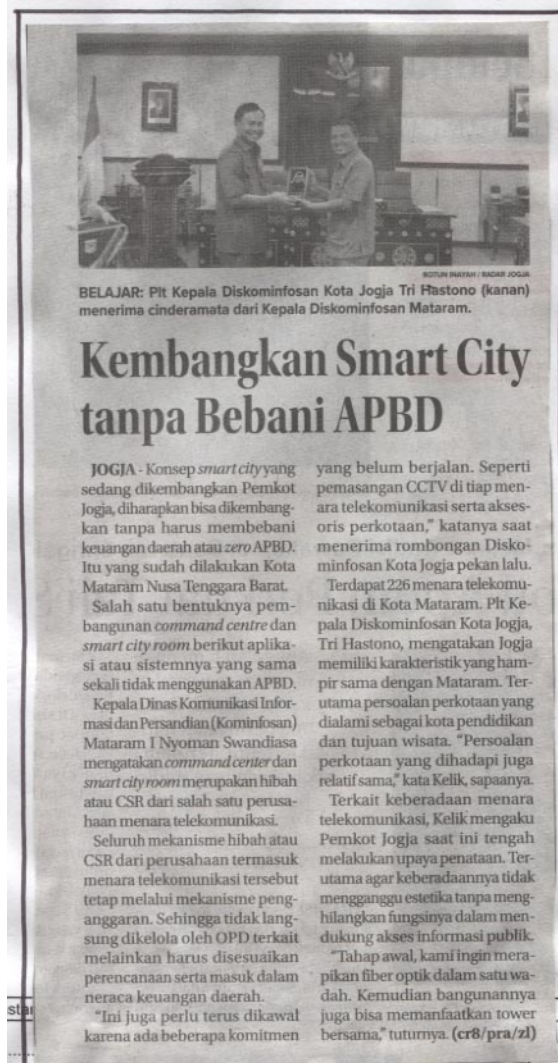 BOTUN INAYAH / RADAR JOGJA
BELAJAR: Plt Kepala Diskominfosan Kota Jogja Tri Hastono (kanan)
menerima cinderamata dari Kepala Diskominfosan Mataram.
Kembangkan Smart City
tanpa Bebani APBD
JOGJA - Konsep smart city yang
sedang dikembangkan Pemkot
Jogja, diharapkan bisa dikembang-
kan tanpa harus membebani
keuangan daerah atau zero APBD.
Itu yang sudah dilakukan Kota
Mataram Nusa Tenggara Barat.
Salah satu bentuknya pem-
bangunan command centre dan
smart city room berikut aplika-
si atau sistemnya yang sama
sekali tidak menggunakan APBD.
Kepala Dinas Komunikasi Infor-
masi dan Persandian (Kominfosan)
Mataram I Nyoman Swandiasa
mengatakan command center dan
smart city room merupakan hibah
atau CSR dari salah satu perusa-
haan menara telekomunikasi.
Seluruh mekanisme hibah atau
CSR dari perusahaan termasuk
menara telekomunikasi tersebut
tetap melalui mekanisme peng-
anggaran. Sehingga tidak lang-
sung dikelola oleh OPD terkait
melainkan harus disesuaikan
perencanaan serta masuk dalam
neraca keuangan daerah.
"Ini juga perlu terus dikawal
karena ada beberapa komitmen
yang belum berjalan. Seperti
pemasangan CCTV di tiap men-
ara telekomunikasi serta akses-
oris perkotaan," katanya saat
menerima rombongan Disko-
minfosan Kota Jogja pekan lalu.
Terdapat 226 menara telekomu-
nikasi di Kota Mataram. Plt Ke-
pala Diskominfosan Kota Jogja,
Tri Hastono, mengatakan Jogja
memiliki karakteristik yang ham-
pir sama dengan Mataram. Ter-
utama persoalan perkotaan yang
dialami sebagai kota pendidikan
dan tujuan wisata. "Persoalan
perkotaan yang dihadapi juga
relatif sama," kata Kelik, sapaanya.
Terkait keberadaan menara
telekomunikasi, Kelik mengaku
Pemkot Jogja saat ini tengah
melakukan upaya penataan. Ter-
utama agar keberadaannya tidak
mengganggu estetika tanpa meng-
hilangkan fungsinya dalam men-
dukung akses informasi publik.
"Tahap awal, kami ingin mera-
pikan fiber optik dalam satu wa-
dah. Kemudian bangunannya
juga bisa memanfaatkan tower
bersama," tuturnya. (cr8/pra/zl)